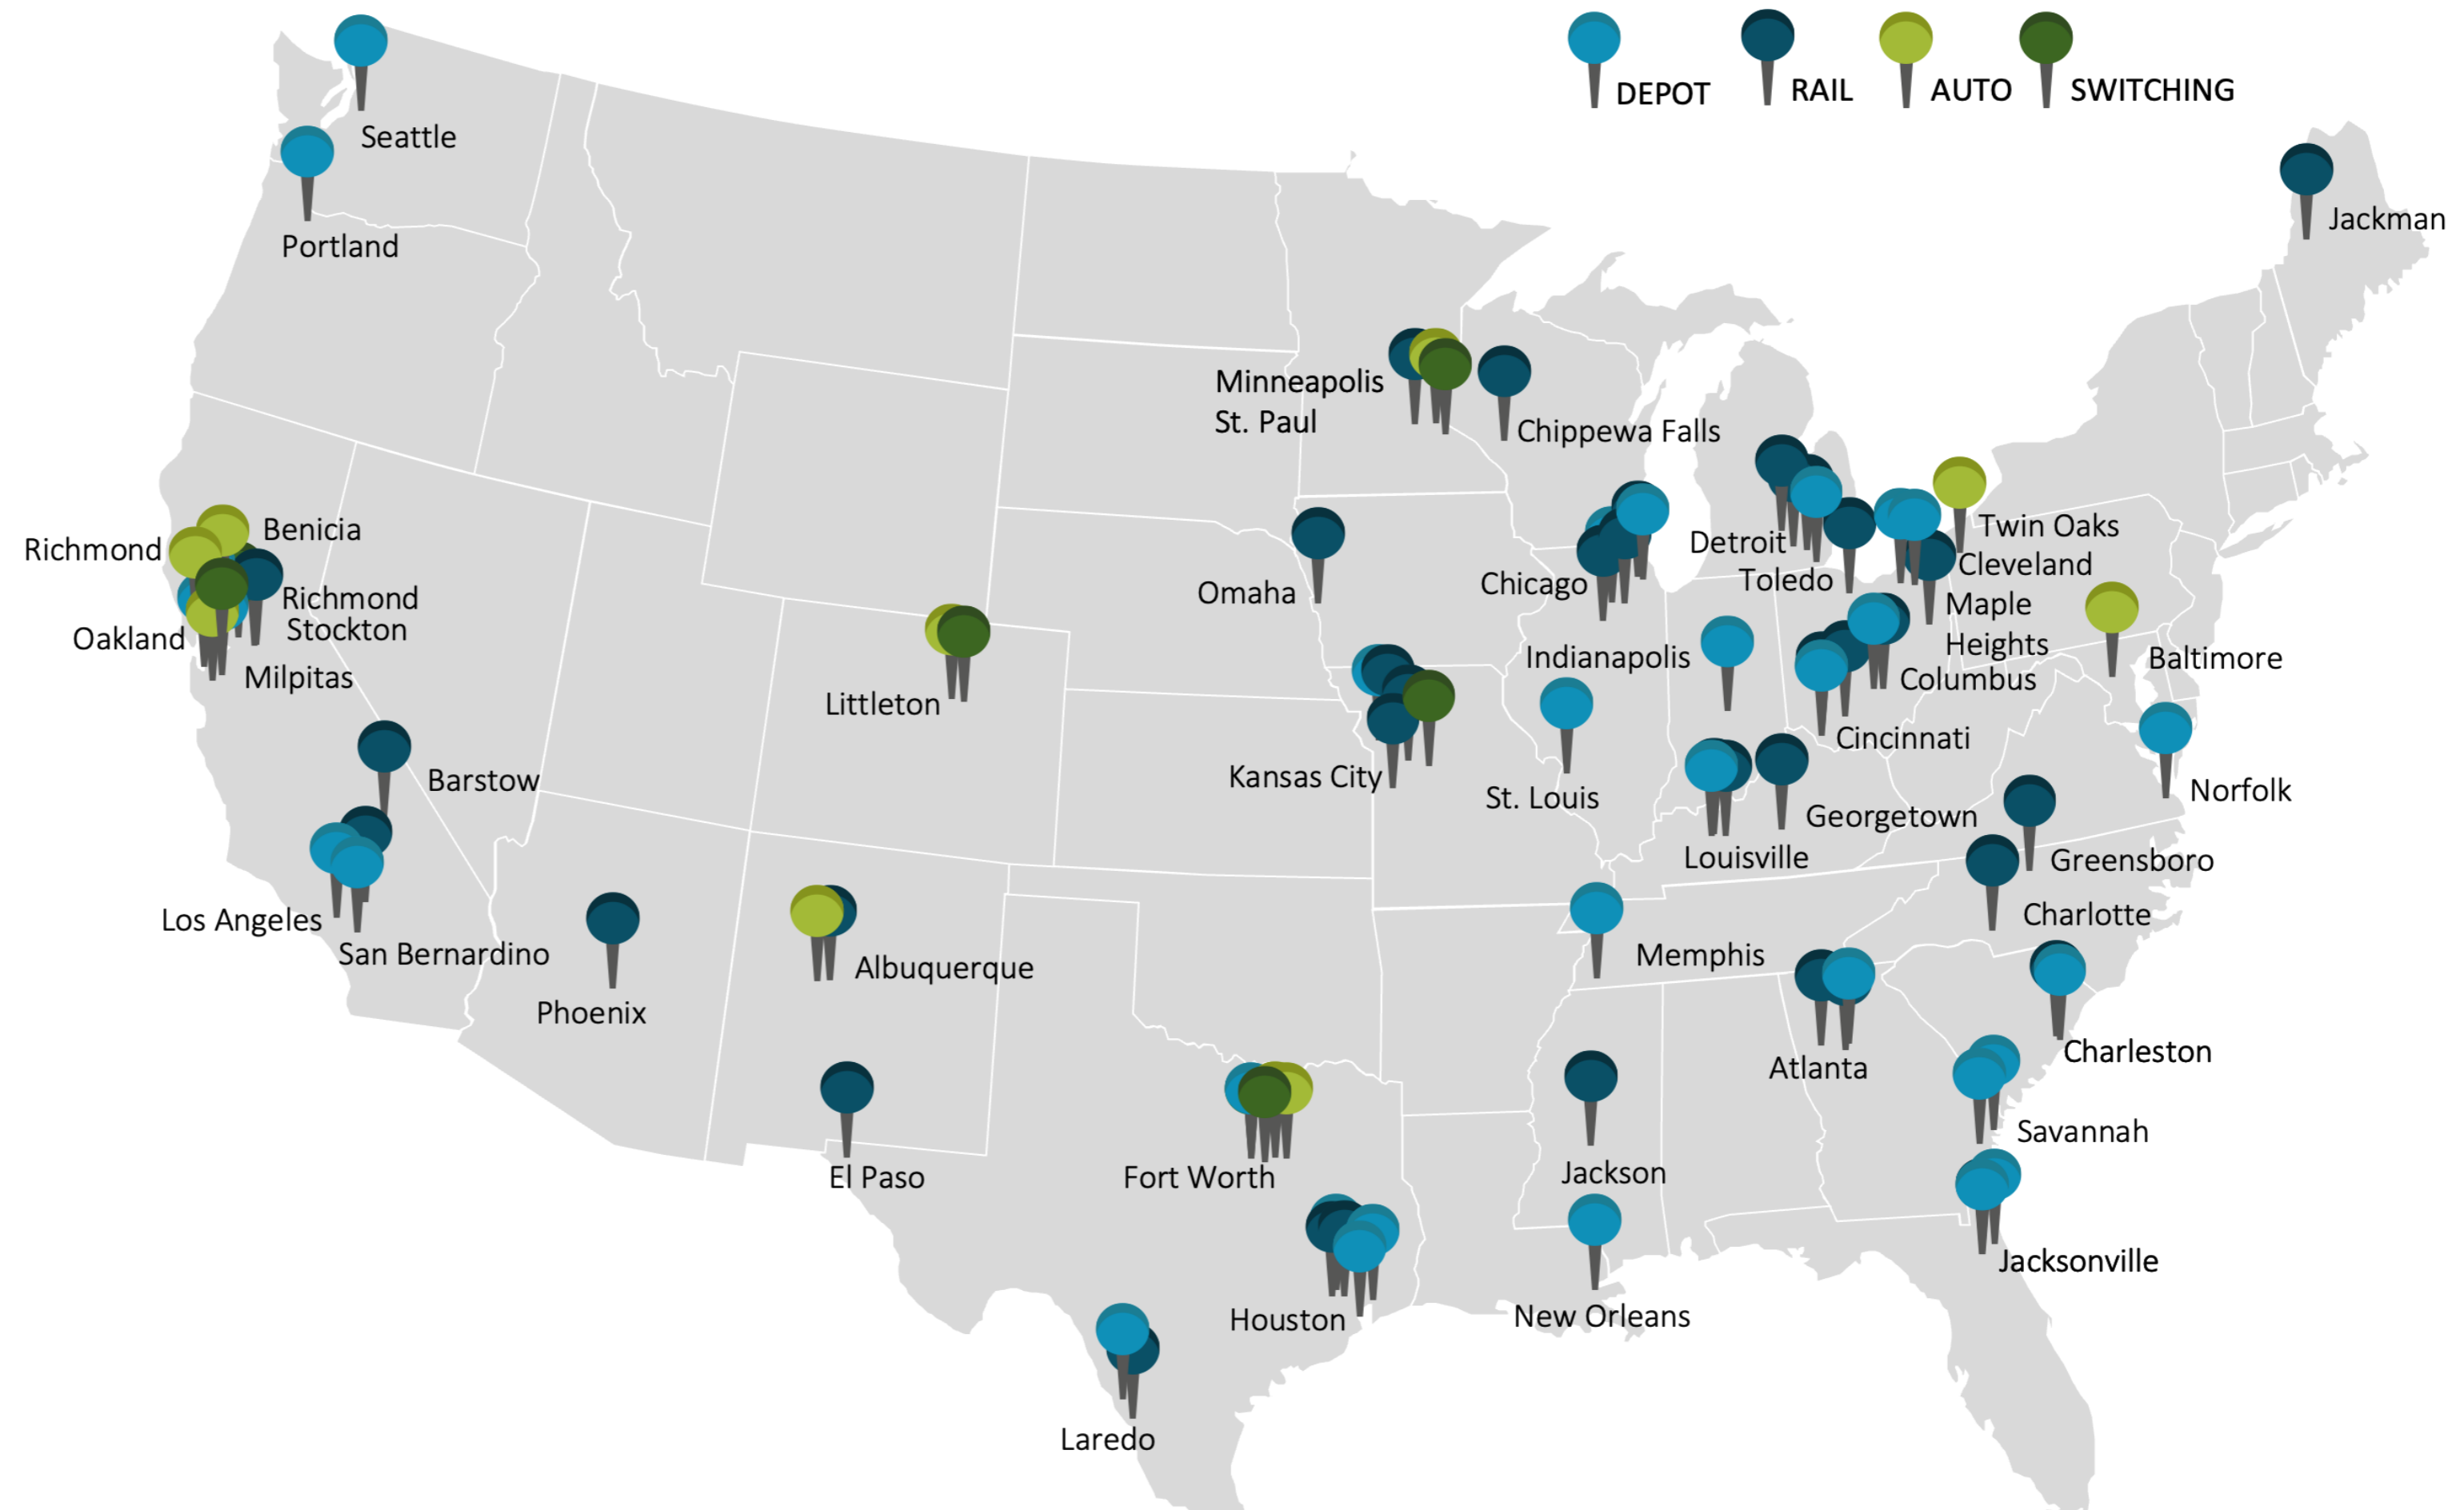 DEPOT
RAIL
AUTO
SWITCHING
Seattle
Portland
Jackman
Minneapolis
St. Paul
Chippewa Falls
Richmond
Benicia
Richmond
Stockton
Oakland
Milpitas
Omaha
Chicago
Detroit
Toledo
Twin Oaks
Cleveland
Maple
Heights
Columbus
Baltimore
Littleton
Indianapolis
Cincinnati
Kansas City
St. Louis
Norfolk
Barstow
Louisville
Georgetown
Greensboro
Charlotte
Los Angeles
San Bernardino
Phoenix
Albuquerque
Memphis
Atlanta
Charleston
Savannah
El Paso
Fort Worth
Jackson
Jacksonville
Houston
New Orleans
Laredo